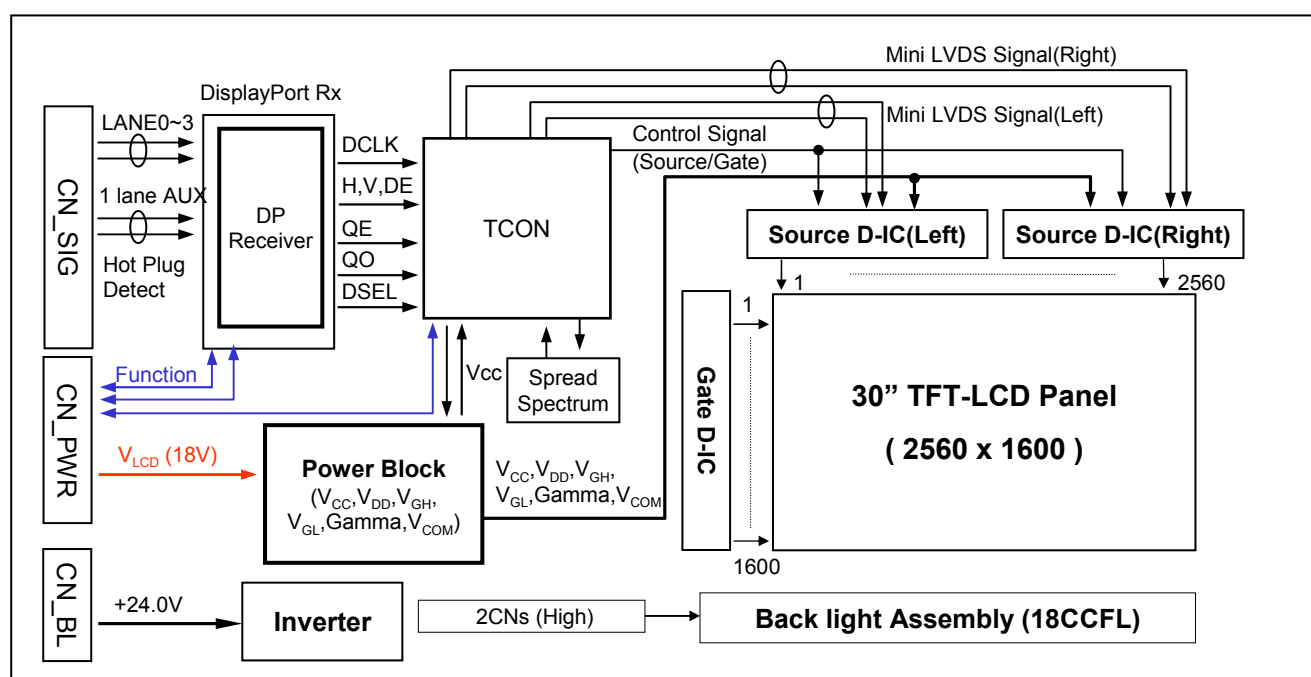 Mini LVDS Signal(Right)
DisplayPort Rx
LANE0~3
Mini LVDS Signal(Left)
Control Signal
(Source/Gate)
DCLK
CN_SIG
1 lane AUX
H,V,DE
DP
Receiver
TCON
QE
Source D-IC(Left)
Source D-IC(Right)
Hot Plug
Detect
QO
DSEL
1
2560
1
Function
Vcc
Spread
Spectrum
Gate D-IC
30” TFT-LCD Panel
( 2560 x 1600 )
CN_PWR
VLCD (18V)
Power Block
(VCC,VDD,VGH,
VGL,Gamma,VCOM)
VCC,VDD,VGH,
VGL,Gamma,VCOM
1600
CN_BL
+24.0V
Inverter
2CNs (High)
Back light Assembly (18CCFL)